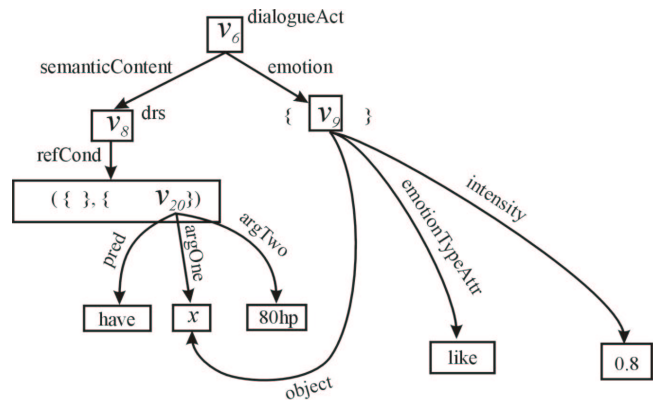 v6 dialogueAct
semanticContent emotion
v8 drs { v9 }
refCond
({ }, { v20})
pred argOne argTwo emotionTypeAttr intensity
have x 80hp
like 0.8
object